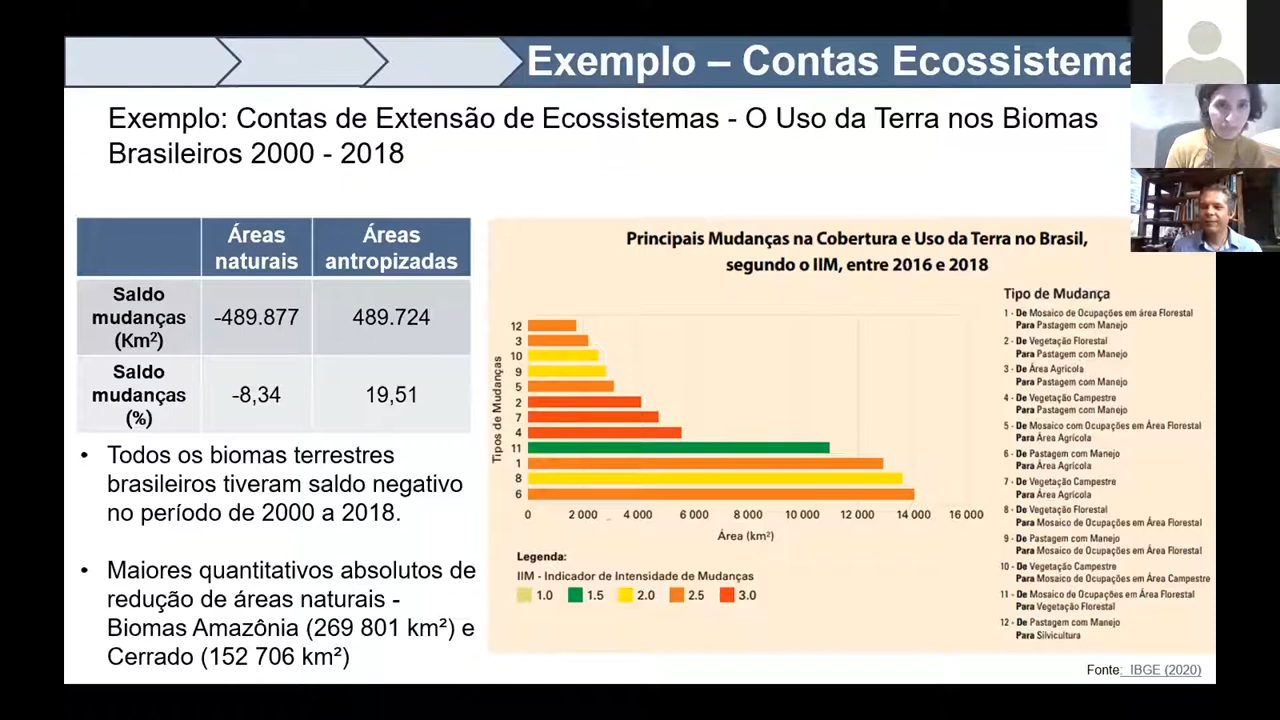 Exemplo – Contas Ecossistema
Exemplo: Contas de Extensão de Ecossistemas - O Uso da Terra nos Biomas
Brasileiros 2000 - 2018
Áreas naturais
Áreas antropizadas
Saldo mudanças (Km²)
-489.877
489.724
Saldo mudanças (%)
-8,34
19,51
Todos os biomas terrestres
brasileiros tiveram saldo negativo
no período de 2000 a 2018.
Maiores quantitativos absolutos de
redução de áreas naturais -
Biomas Amazônia (269 801 km²) e
Cerrado (152 706 km²)
Principais Mudanças na Cobertura e Uso da Terra no Brasil,
segundo o IIM, entre 2016 e 2018
Tipos de Mudanças
12
3
10
9
5
2
7
4
11
1
8
6
0 2 000 4 000 6 000 8 000 10 000 12 000 14 000 16 000
Área (km²)
Legenda:
IIM - Indicador de Intensidade de Mudanças
1.0 1.5 2.0 2.5 3.0
Tipo de Mudança
1 - De Mosaico de Ocupações em área Florestal
Para Pastagem com Manejo
2 - De Vegetação Florestal
Para Pastagem com Manejo
3 - De Área Agrícola
Para Pastagem com Manejo
4 - De Vegetação Campestre
Para Pastagem com Manejo
5 - De Mosaico com Ocupações em Área Florestal
Para Área Agrícola
6 - De Pastagem com Manejo
Para Área Agrícola
7 - De Vegetação Campestre
Para Área Agrícola
8 - De Vegetação Florestal
Para Mosaico de Ocupações em Área Florestal
9 - De Pastagem com Manejo
Para Mosaico de Ocupações em Área Florestal
10 - De Vegetação Campestre
Para Mosaico de Ocupações em Área Campestre
11 - De Mosaico de Ocupações em Área Florestal
Para Vegetação Florestal
12 - De Pastagem com Manejo
Para Silvicultura
Fonte: IBGE (2020)